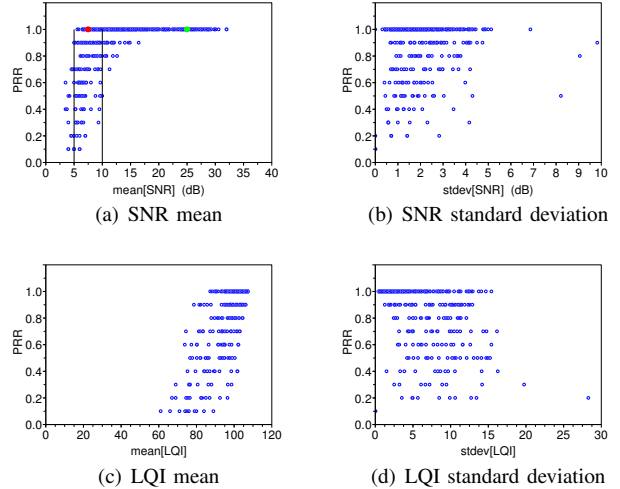 PRR
1.0
0.8
0.6
0.4
0.2
0.0
0 5 10 15 20 25 30 35 40
mean[SNR] (dB)
(a) SNR mean
PRR
1.0
0.8
0.6
0.4
0.2
0.0
0 1 2 3 4 5 6 7 8 9 10
stdev[SNR] (dB)
(b) SNR standard deviation
PRR
1.0
0.8
0.6
0.4
0.2
0.0
0 20 40 60 80 100 120
mean[LQI]
(c) LQI mean
PRR
1.0
0.8
0.6
0.4
0.2
0.0
0 5 10 15 20 25 30
stdev[LQI]
(d) LQI standard deviation